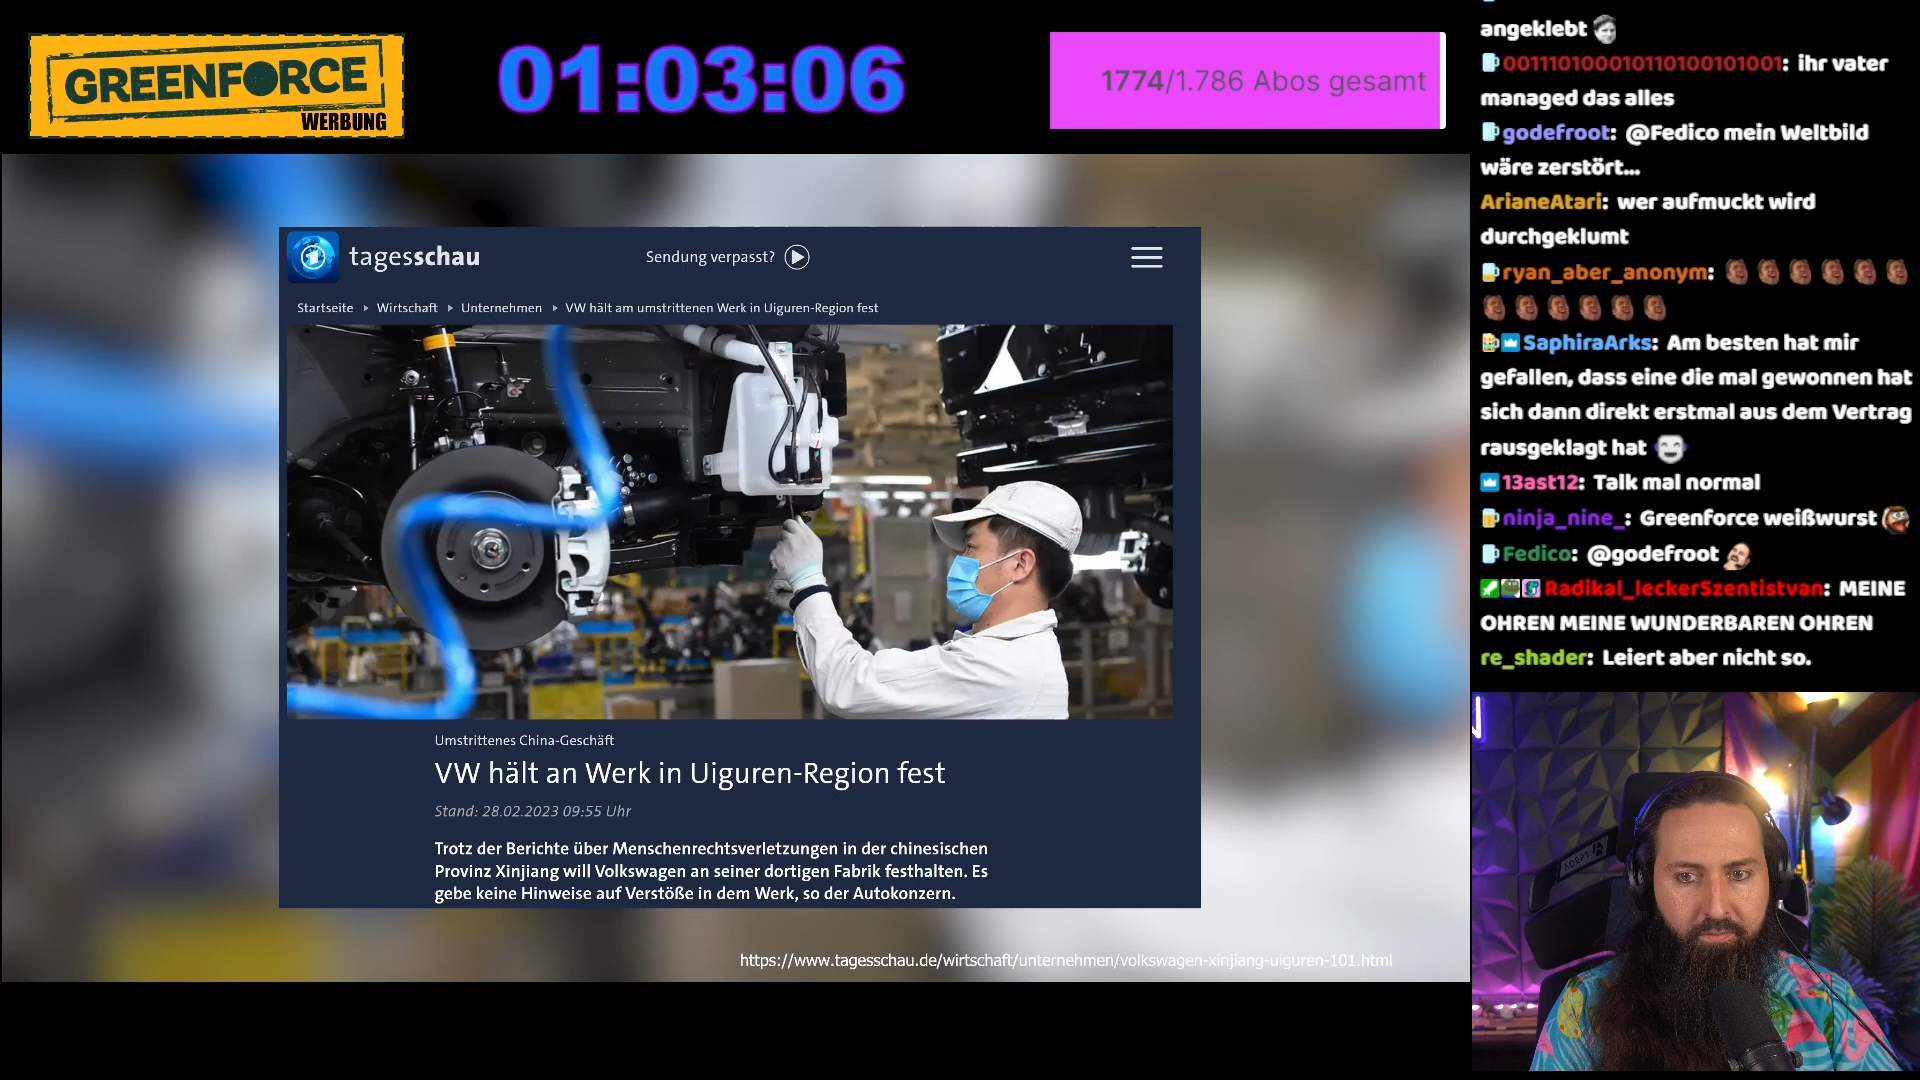 GREENFORCE
WERBUNG
01:03:06
1774/1.786 Abos gesamt
tagesschau
Sendung verpasst?
Startseite
Wirtschaft
Unternehmen
VW hält am umstrittenen Werk in Uiguren-Region fest
Umstrittenes China-Geschäft
VW hält an Werk in Uiguren-Region fest
Stand: 28.02.2023 09:55 Uhr
Trotz der Berichte über Menschenrechtsverletzungen in der chinesischen
Provinz Xinjiang will Volkswagen an seiner dortigen Fabrik festhalten. Es
gebe keine Hinweise auf Verstöße in dem Werk, so der Autokonzern.
https://www.tagesschau.de/wirtschaft/unternehmen/volkswagen-xinjiang-uiguren-101.html
angeklebt
: ihr vater
managed das alles
godefroot: @Fedico mein Weltbild
wäre zerstört...
ArianeAtari: wer aufmuckt wird
durchgeklumt
ryan_aber_anonym:
SaphiraArks: Am besten hat mir
gefallen, dass eine die mal gewonnen hat
sich dann direkt erstmal aus dem Vertrag
rausgeklagt hat
13ast12: Talk mal normal
ninja_nine_: Greenforce weißwurst
Fedico: @godefroot
Radikal_leckerSzentistvan: MEINE
OHREN MEINE WUNDERBAREN OHREN
re_shader: Leiert aber nicht so.